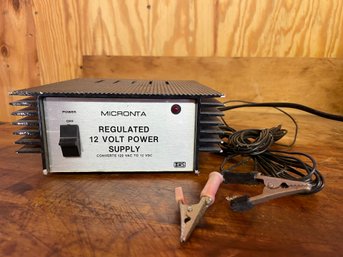 MICRONTA
POWER
OFF
REGULATED
12 VOLT POWER
SUPPLY
CONVERTS 120 VAC TO 12 VDC